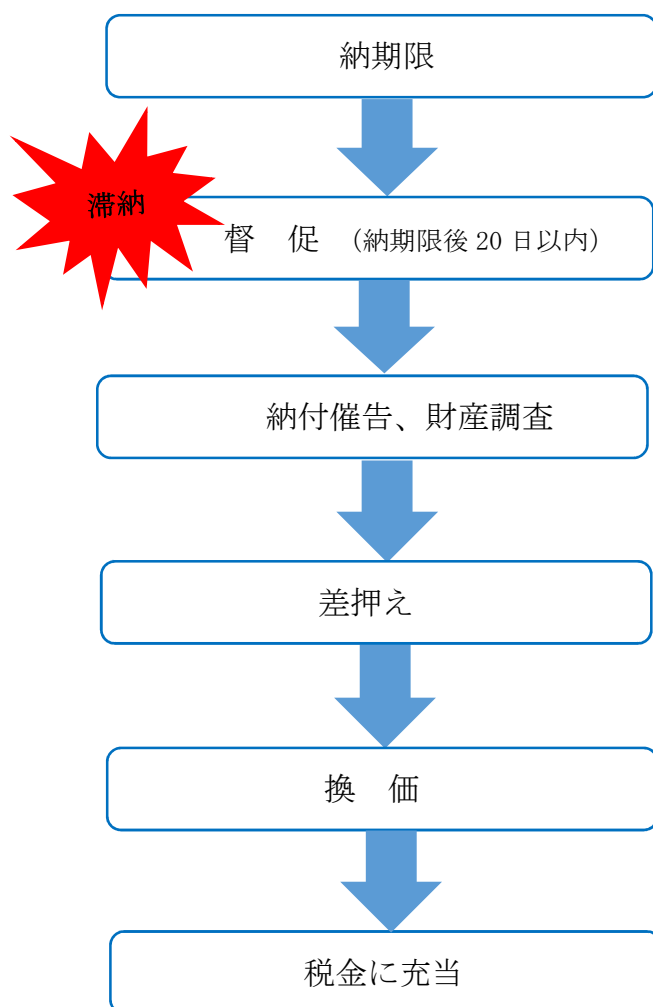 納期限
滞納
督　促　（納期限後 20 日以内）
納付催告、財産調査
差押え
換　価
税金に充当